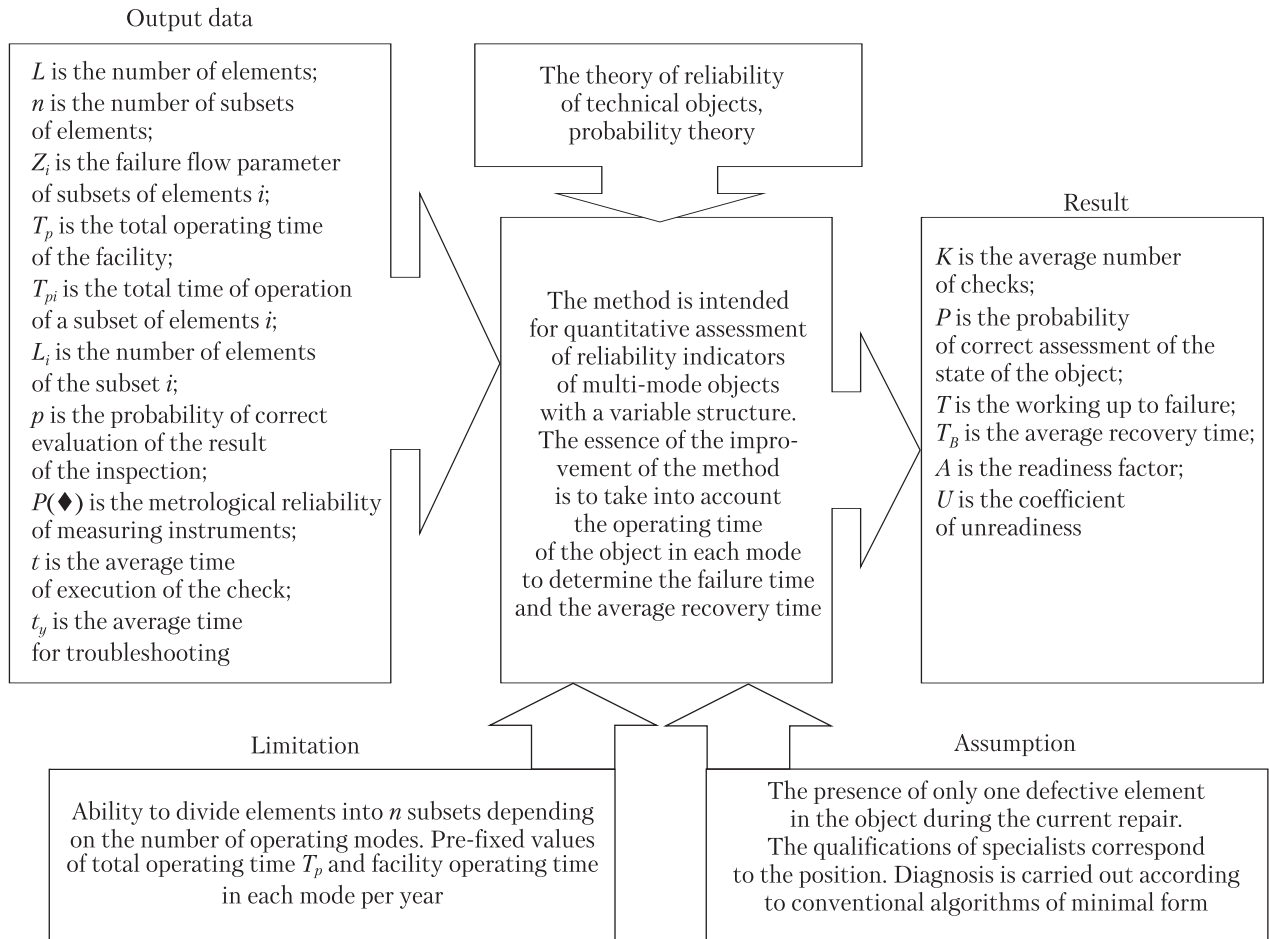 Output data
L is the number of elements;
n is the number of subsets
of elements;
Z_i is the failure flow parameter
of subsets of elements i;
T_p is the total operating time
of the facility;
T_pi is the total time of operation
of a subset of elements i;
L_i is the number of elements
of the subset i;
p is the probability of correct
evaluation of the result
of the inspection;
P(♦) is the metrological reliability
of measuring instruments;
t is the average time
of execution of the check;
t_y is the average time
for troubleshooting
The theory of reliability
of technical objects,
probability theory
The method is intended
for quantitative assessment
of reliability indicators
of multi-mode objects
with a variable structure.
The essence of the impro-
vement of the method
is to take into account
the operating time
of the object in each mode
to determine the failure time
and the average recovery time
Result
K is the average number
of checks;
P is the probability
of correct assessment of the
state of the object;
T is the working up to failure;
T_B is the average recovery time;
A is the readiness factor;
U is the coefficient
of unreadiness
Limitation
Ability to divide elements into n subsets depending
on the number of operating modes. Pre-fixed values
of total operating time T_p and facility operating time
in each mode per year
Assumption
The presence of only one defective element
in the object during the current repair.
The qualifications of specialists correspond
to the position. Diagnosis is carried out according
to conventional algorithms of minimal form